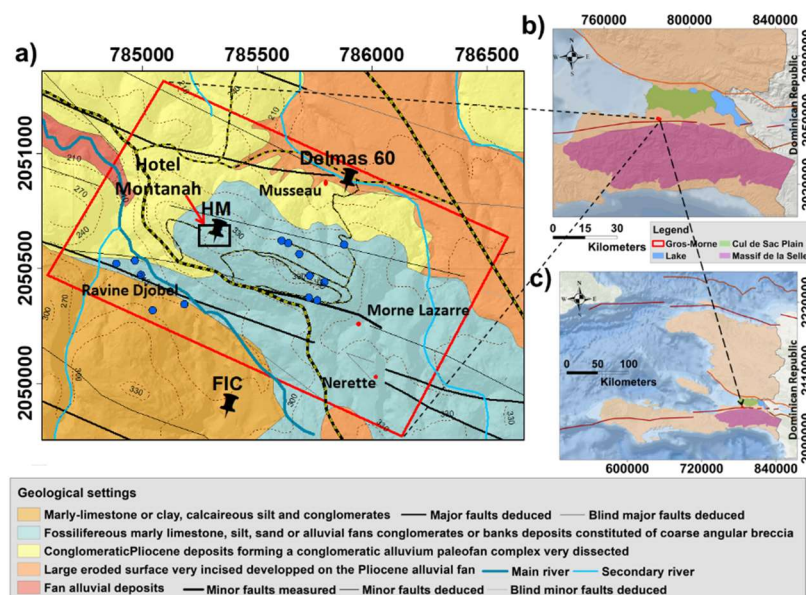 a)
785000 785500 786000 786500
2051000
2050500
2050000
Hotel
Montanah
HM
Delmas 60
Musseau
Ravine Djobel
Morne Lazarre
Nerette
FIC
210
270
240
270
300
330
330
300
330
b)
760000 800000 840000
Dominican Republic
0 15 30
Kilometers
Legend
Gros-Morne Cul de Sac Plain
Lake Massif de la Selle
c)
0 50 100
Kilometers
Dominican Republic
600000 720000 840000
Geological settings
Marly-limestone or clay, calcaireous silt and conglomerates Major faults deduced Blind major faults deduced
Fossilifereous marly limestone, silt, sand or alluvial fans conglomerates or banks deposits constituted of coarse angular breccia
ConglomeraticPliocene deposits forming a conglomeratic alluvium paleofan complex very dissected
Large eroded surface very incised developped on the Pliocene alluvial fan Main river Secondary river
Fan alluvial deposits Minor faults measured Minor faults deduced Blind minor faults deduced